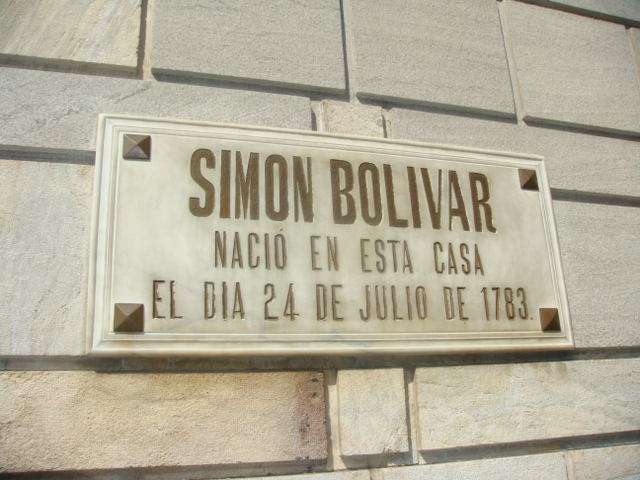 SIMON BOLIVAR
NACIÓ EN ESTA CASA
EL DIA 24 DE JULIO DE 1783.